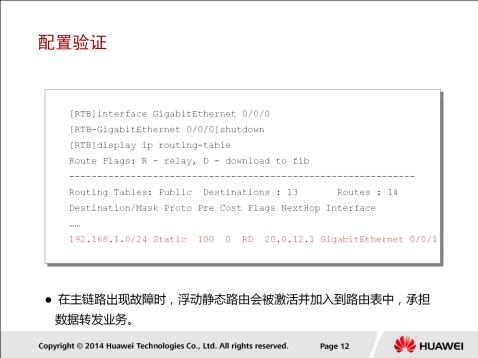 配置验证
[RTB]interface GigabitEthernet 0/0/0
[RTB-GigabitEthernet 0/0/0]shutdown
[RTB]display ip routing-table
Route Flags: R - relay, D - download to fib
-------------------------------------------------------------
Routing Tables: Public Destinations : 13 Routes : 14
Destination/Mask Proto Pre Cost Flags NextHop Interface
……
192.168.1.0/24 Static 100 0 RD 20.0.12.1 GigabitEthernet 0/0/1
● 在主链路出现故障时，浮动静态路由会被激活并加入到路由表中，承担
数据转发业务。
Copyright © 2014 Huawei Technologies Co., Ltd. All rights reserved. Page 12 HUAWEI